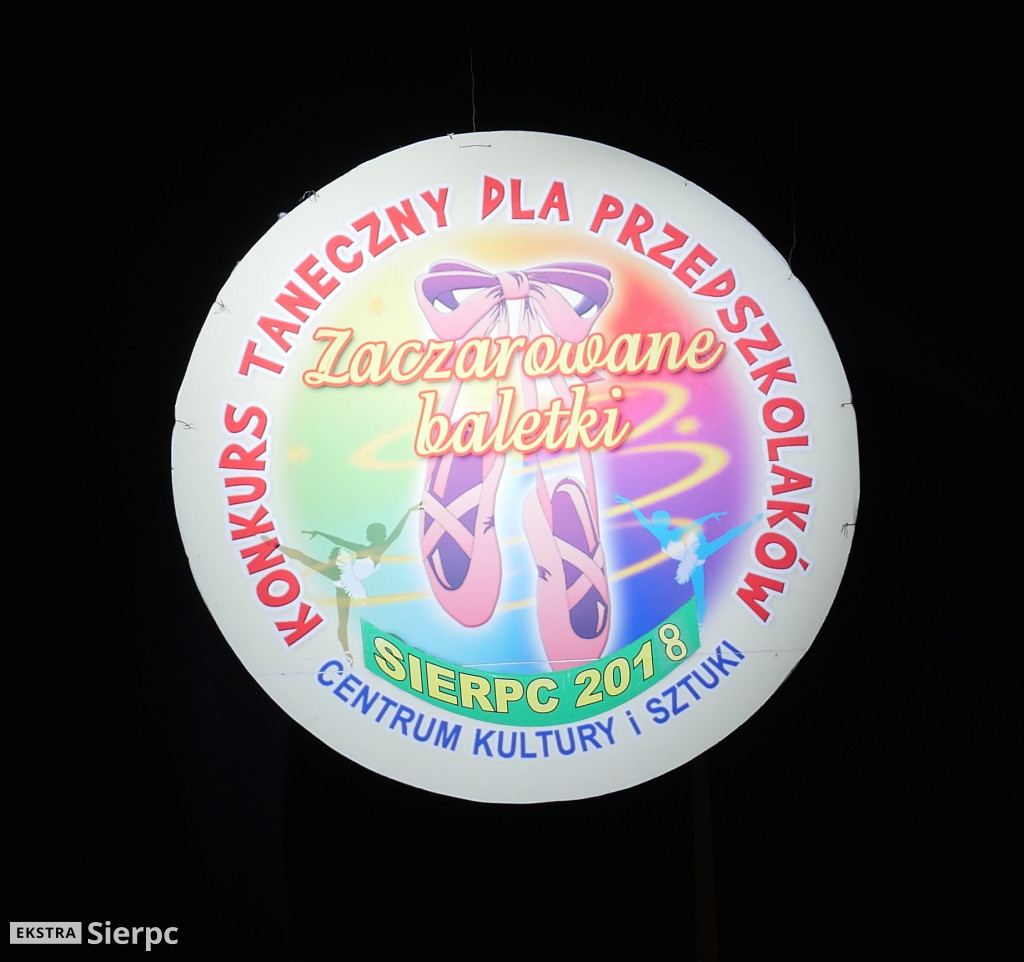 KONKURS TANECZNY DLA PRZEDSZKOLAKÓW
Zaczarowane
baletki
SIERPC 2018
CENTRUM KULTURY i SZTUKI
EKSTRA Sierpc